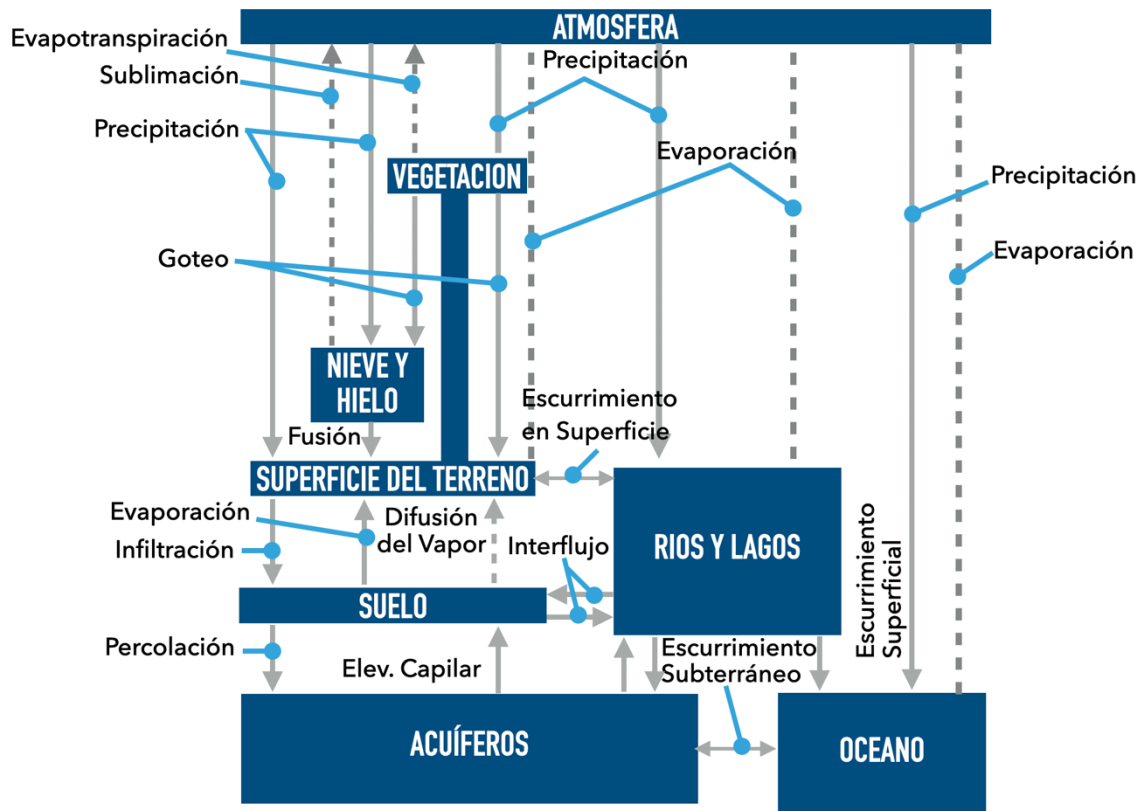 ATMOSFERA
Evapotranspiración
Sublimación
Precipitación
Precipitación
VEGETACION
Evaporación
Precipitación
Goteo
Evaporación
NIEVE Y
HIELO
Escurrimiento
en Superficie
Fusión
SUPERFICIE DEL TERRENO
Evaporación
Difusión
del Vapor
Infiltración
Interflujo
RIOS Y LAGOS
Escurrimiento
Superficial
SUELO
Percolación
Elev. Capilar
Escurrimiento
Subterráneo
ACUÍFEROS
OCEANO